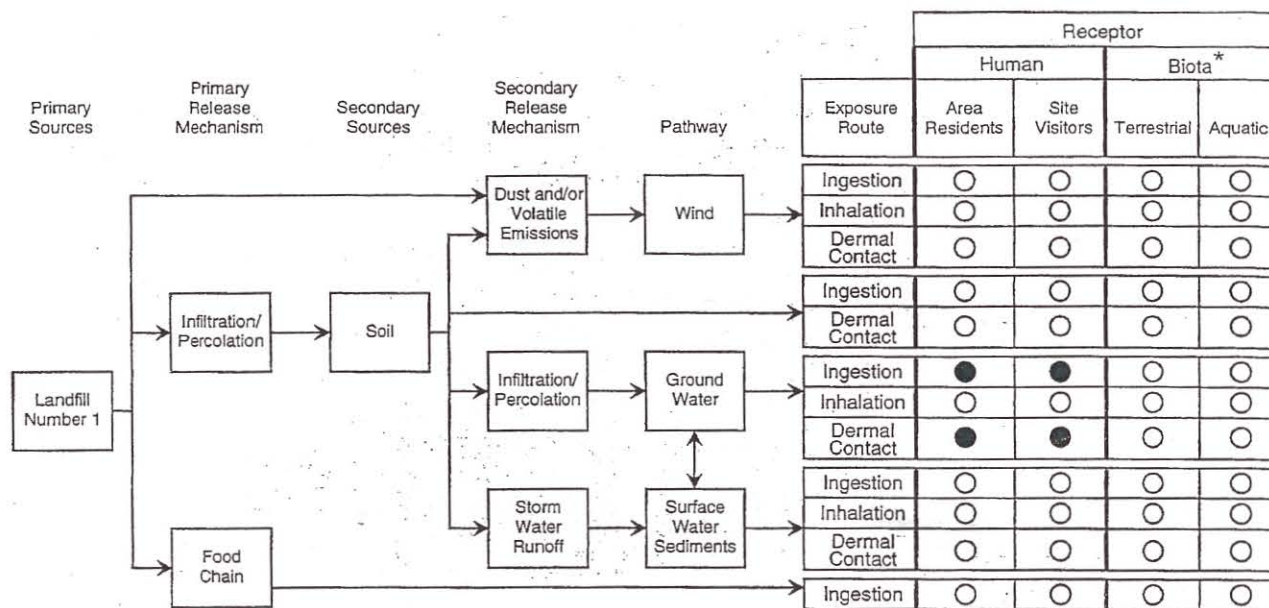 Receptor
Human Biota*
Primary Sources
Primary Release Mechanism
Secondary Sources
Secondary Release Mechanism
Pathway
Exposure Route
Area Residents
Site Visitors
Terrestrial
Aquatic
Landfill
Number 1
Infiltration/
Percolation
Food
Chain
Soil
Dust and/or
Volatile
Emissions
Infiltration/
Percolation
Storm
Water
Runoff
Wind
Ground
Water
Surface
Water
Sediments
Ingestion
Inhalation
Dermal
Contact
Ingestion
Dermal
Contact
Ingestion
Inhalation
Dermal
Contact
Ingestion
Inhalation
Dermal
Contact
Ingestion